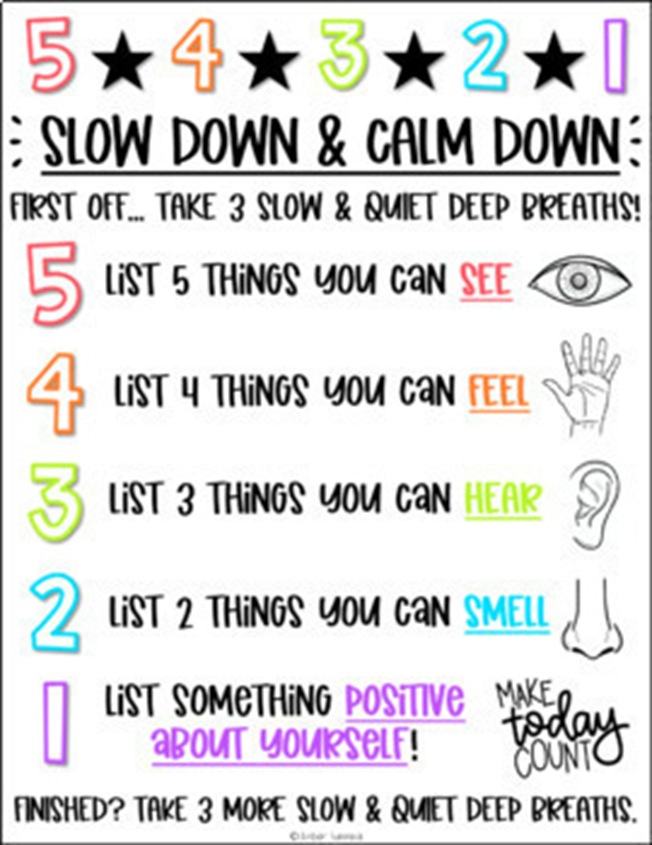 5 ★ 4 ★ 3 ★ 2 ★ 1
SLOW DOWN & CALM DOWN
FIRST OFF... TAKE 3 SLOW & QUIET DEEP BREATHS!
5 LIST 5 THINGS YOU CAN SEE
4 LIST 4 THINGS YOU CAN FEEL
3 LIST 3 THINGS YOU CAN HEAR
2 LIST 2 THINGS YOU CAN SMELL
1 LIST SOMETHING POSITIVE
ABOUT YOURSELF!
MAKE
today
COUNT
FINISHED? TAKE 3 MORE SLOW & QUIET DEEP BREATHS.